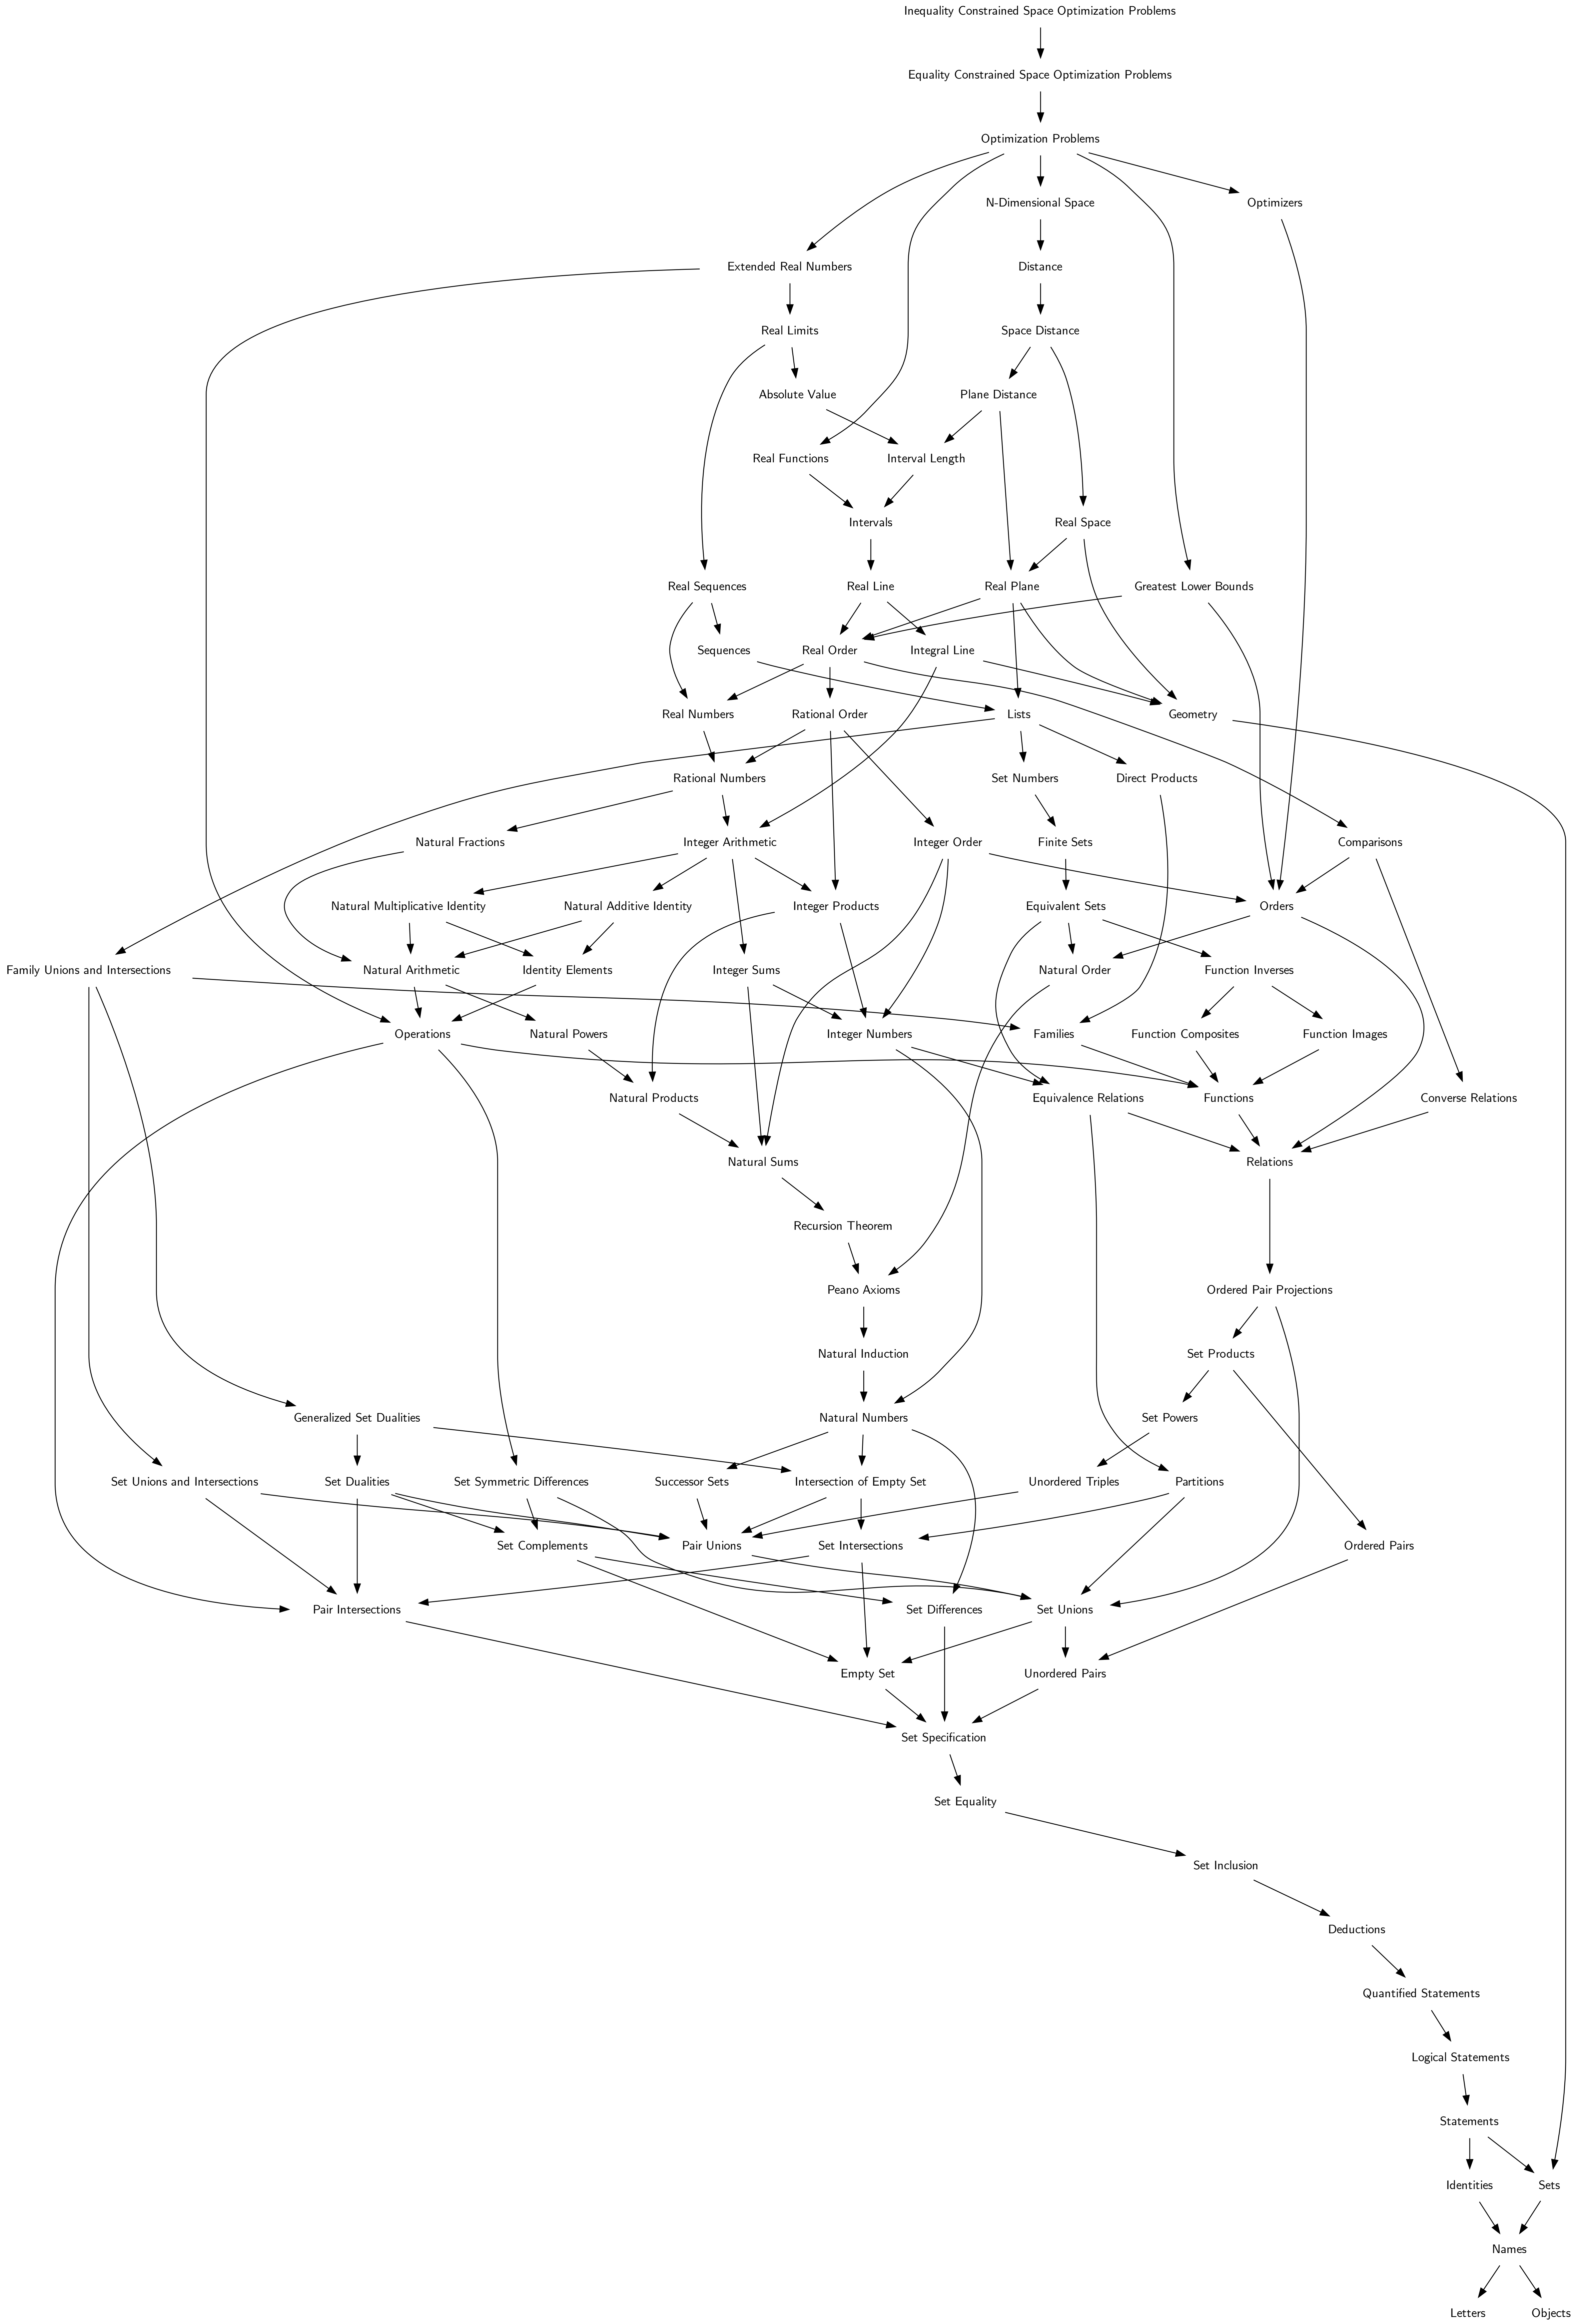 Inequality Constrained Space Optimization Problems
Equality Constrained Space Optimization Problems
Optimization Problems
N-Dimensional Space
Optimizers
Extended Real Numbers
Distance
Real Limits
Space Distance
Absolute Value
Plane Distance
Real Functions
Interval Length
Intervals
Real Space
Real Sequences
Real Line
Real Plane
Greatest Lower Bounds
Sequences
Real Order
Integral Line
Real Numbers
Rational Order
Lists
Geometry
Rational Numbers
Set Numbers
Direct Products
Natural Fractions
Integer Arithmetic
Integer Order
Finite Sets
Comparisons
Natural Multiplicative Identity
Natural Additive Identity
Integer Products
Equivalent Sets
Orders
Family Unions and Intersections
Natural Arithmetic
Identity Elements
Integer Sums
Natural Order
Function Inverses
Operations
Natural Powers
Integer Numbers
Families
Function Composites
Function Images
Natural Products
Equivalence Relations
Functions
Converse Relations
Natural Sums
Relations
Recursion Theorem
Peano Axioms
Ordered Pair Projections
Natural Induction
Set Products
Generalized Set Dualities
Natural Numbers
Set Powers
Set Unions and Intersections
Set Dualities
Set Symmetric Differences
Successor Sets
Intersection of Empty Set
Unordered Triples
Partitions
Set Complements
Pair Unions
Set Intersections
Ordered Pairs
Pair Intersections
Set Differences
Set Unions
Empty Set
Unordered Pairs
Set Specification
Set Equality
Set Inclusion
Deductions
Quantified Statements
Logical Statements
Statements
Identities
Sets
Names
Letters
Objects